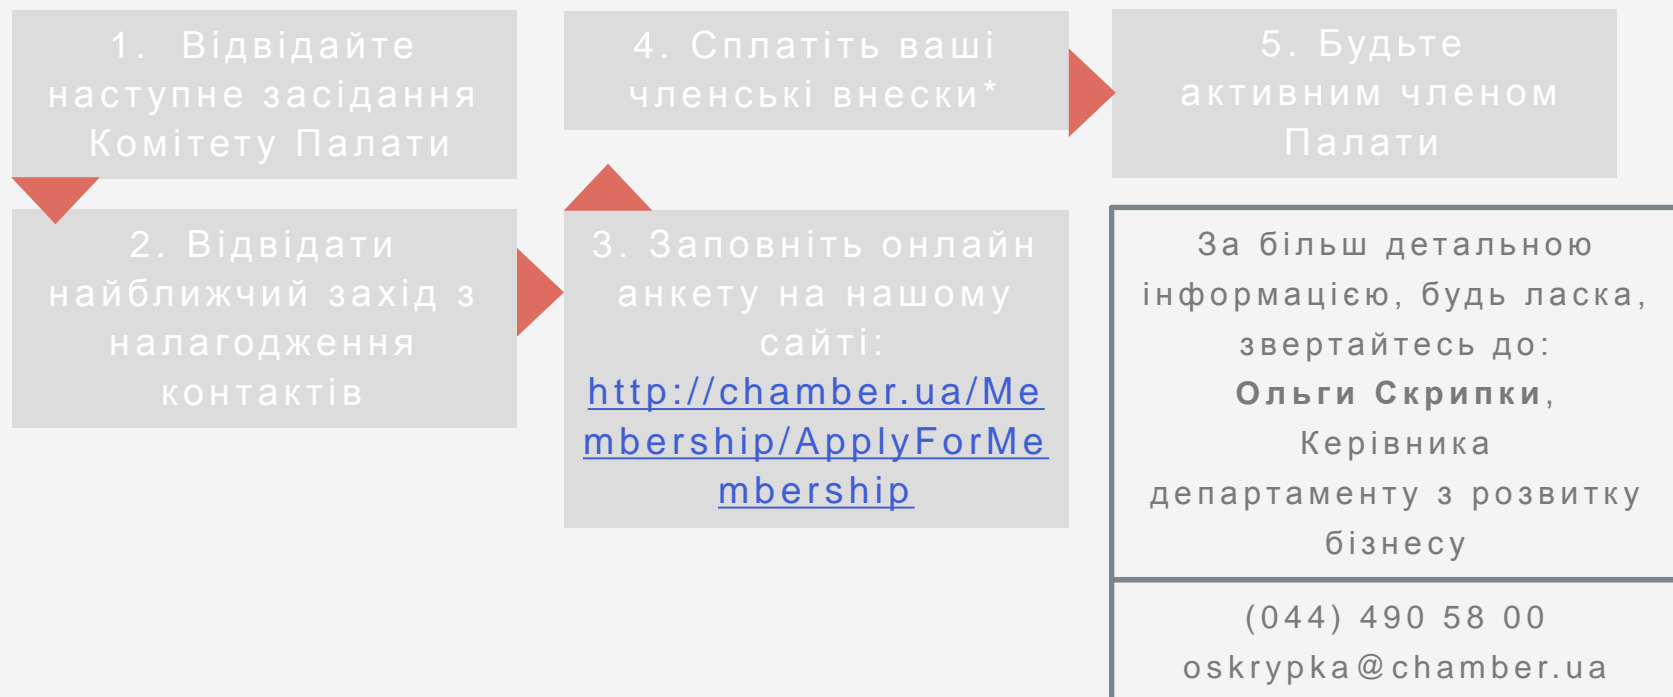 1. Відвідайте
наступне засідання
Комітету Палати
2. Відвідати
найближчий захід з
налагодження
контактів
3. Заповніть онлайн
анкету на нашому
сайті:
http://chamber.ua/Me
mbership/ApplyForMe
mbership
4. Сплатіть ваші
членські внески*
5. Будьте
активним членом
Палати
За більш детальною
інформацією, будь ласка,
звертайтесь до:
Ольги Скрипки,
Керівника
департаменту з розвитку
бізнесу
(044) 490 58 00
oskrypka@chamber.ua